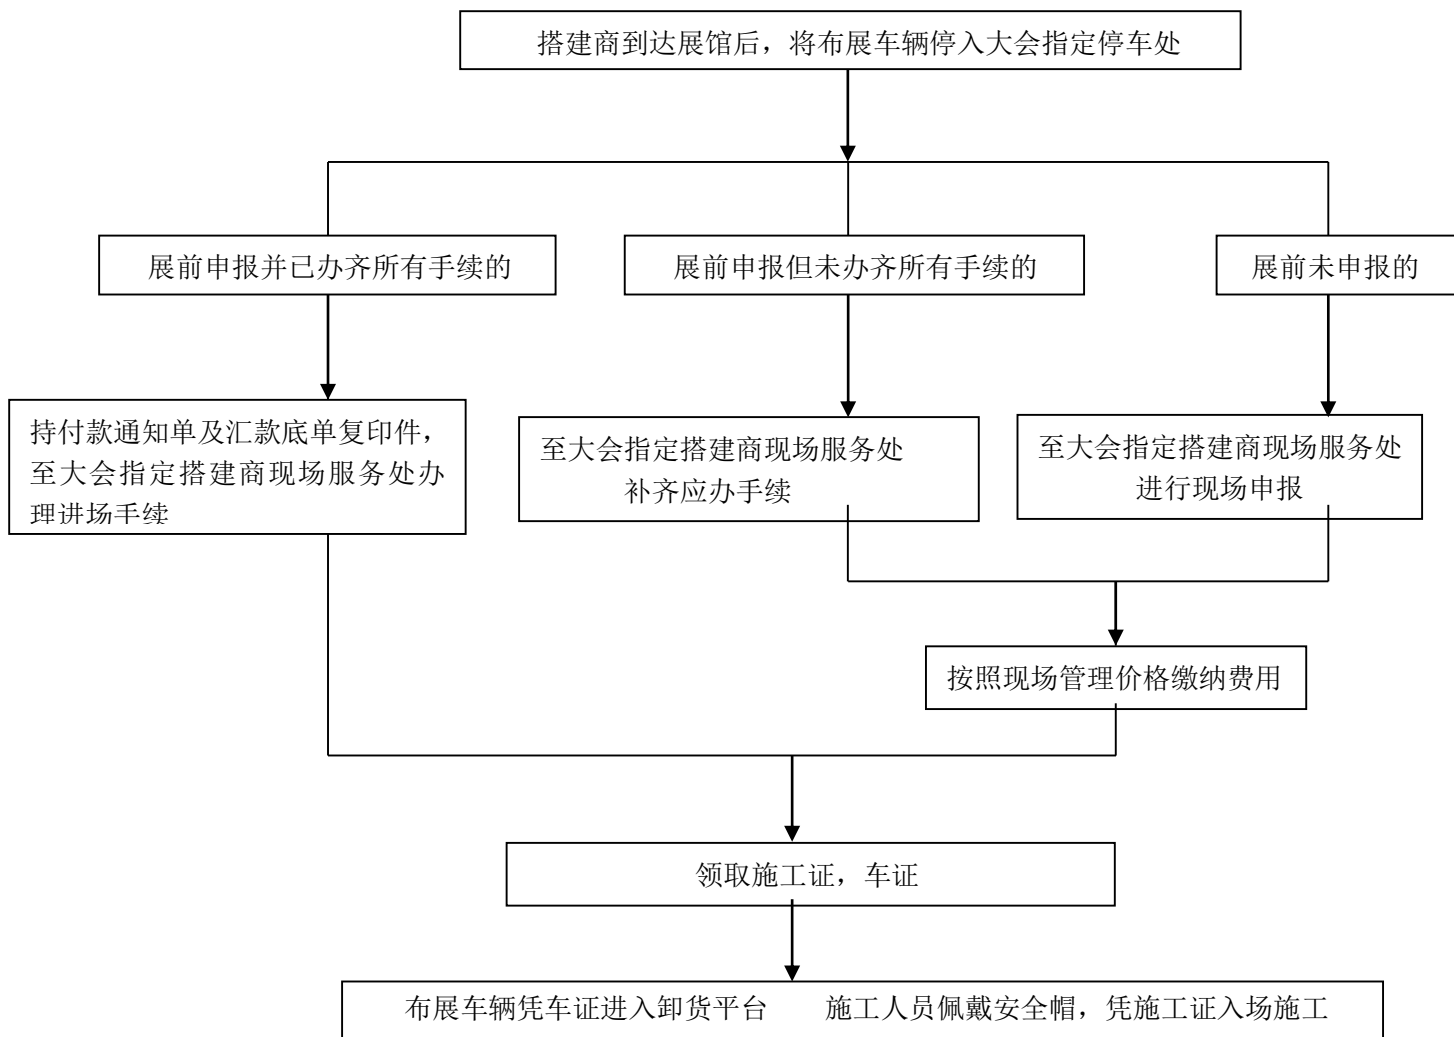 搭建商到达展馆后，将布展车辆停入大会指定停车处
展前申报并已办齐所有手续的
展前申报但未办齐所有手续的
展前未申报的
持付款通知单及汇款底单复印件，
至大会指定搭建商现场服务处办
理进场手续
至大会指定搭建商现场服务处
补齐应办手续
至大会指定搭建商现场服务处
进行现场申报
按照现场管理价格缴纳费用
领取施工证，车证
布展车辆凭车证进入卸货平台 施工人员佩戴安全帽，凭施工证入场施工